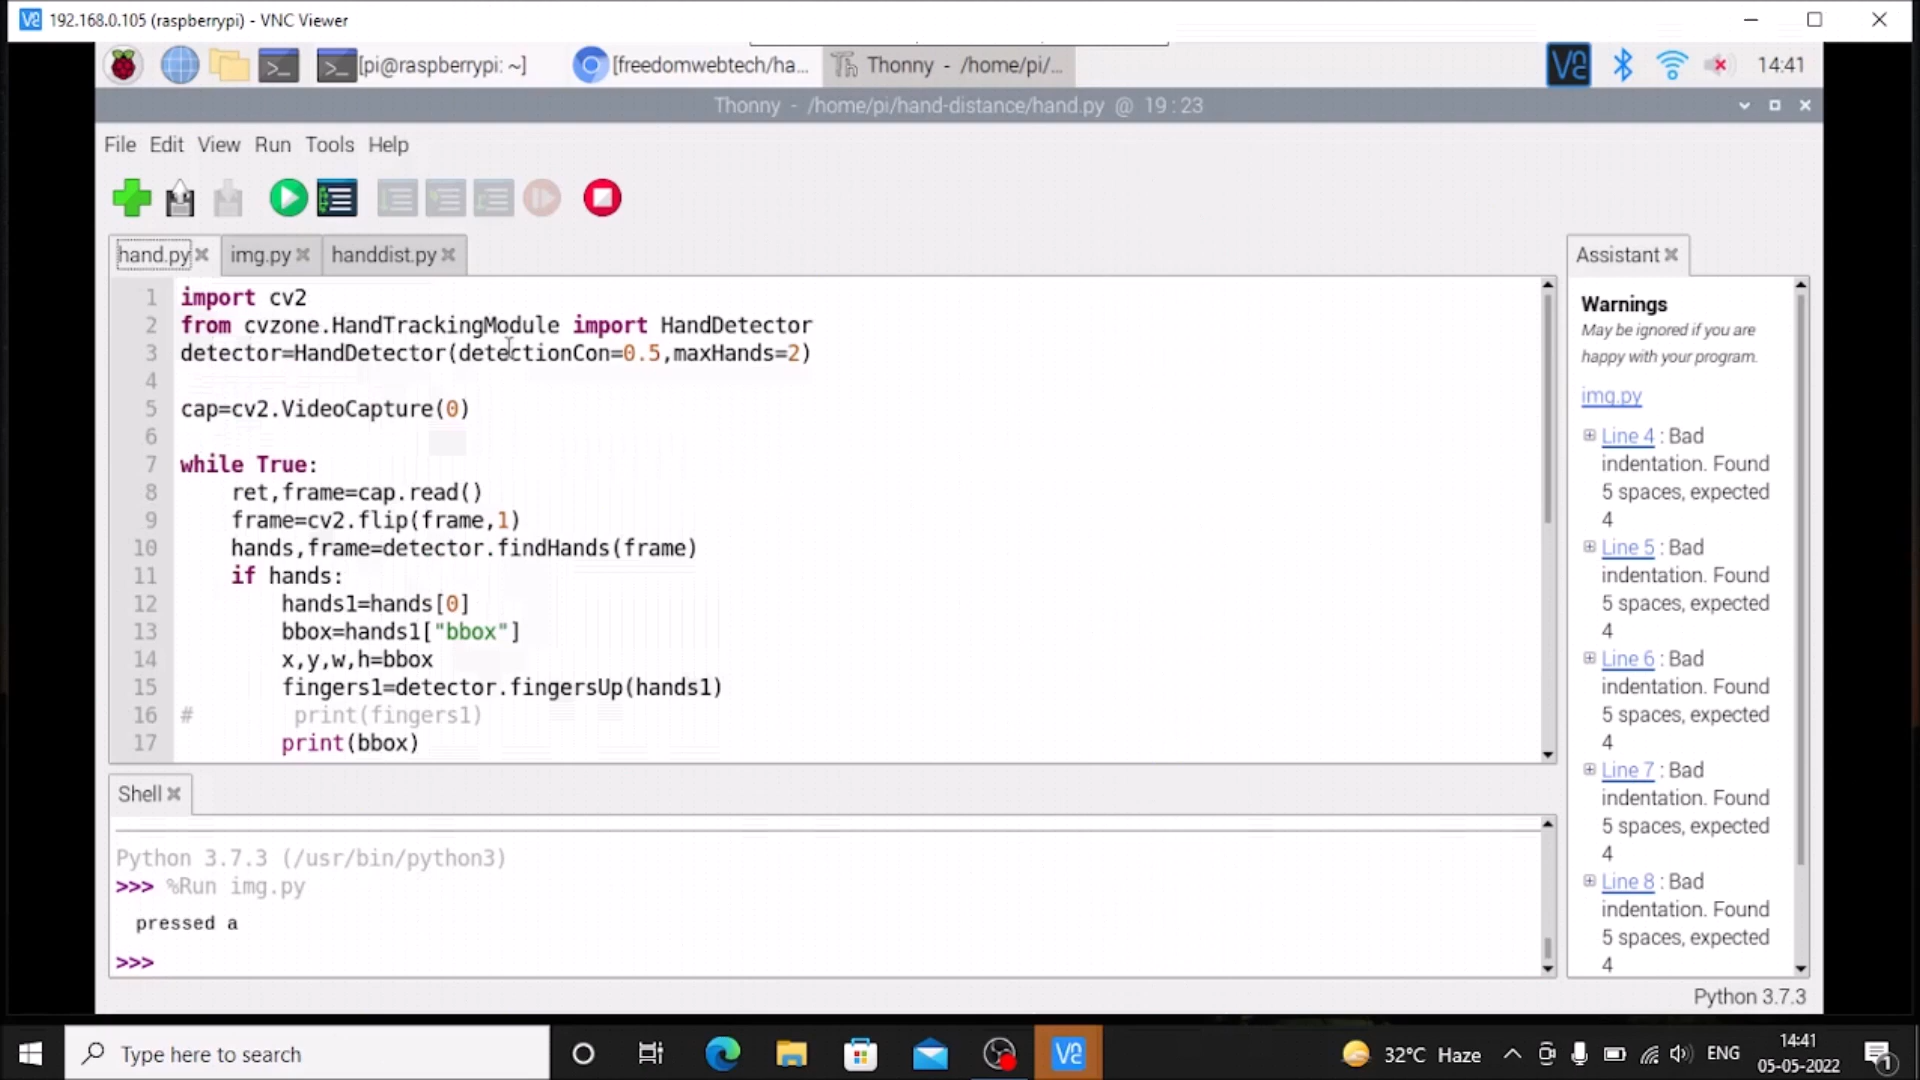 192.168.0.105 (raspberrypi) - VNC Viewer
[pi@raspberrypi: ~]
[freedomwebtech/ha...
Thonny - /home/pi/...
14:41
Thonny - /home/pi/hand-distance/hand.py @ 19:23
File Edit View Run Tools Help
hand.py
img.py
handdist.py
1 import cv2
2 from cvzone.HandTrackingModule import HandDetector
3 detector=HandDetector(detectionCon=0.5,maxHands=2)
4
5 cap=cv2.VideoCapture(0)
6
7 while True:
8 ret,frame=cap.read()
9 frame=cv2.flip(frame,1)
10 hands,frame=detector.findHands(frame)
11 if hands:
12 hands1=hands[0]
13 bbox=hands1["bbox"]
14 x,y,w,h=bbox
15 fingers1=detector.fingersUp(hands1)
16 # print(fingers1)
17 print(bbox)
Shell
Python 3.7.3 (/usr/bin/python3)
>>> %Run img.py
pressed a
>>>
Assistant
Warnings
May be ignored if you are
happy with your program.
img.py
Line 4 : Bad
indentation. Found
5 spaces, expected
4
Line 5 : Bad
indentation. Found
5 spaces, expected
4
Line 6 : Bad
indentation. Found
5 spaces, expected
4
Line 7 : Bad
indentation. Found
5 spaces, expected
4
Line 8 : Bad
indentation. Found
5 spaces, expected
4
Python 3.7.3
Type here to search
32°C Haze
ENG
14:41
05-05-2022
1